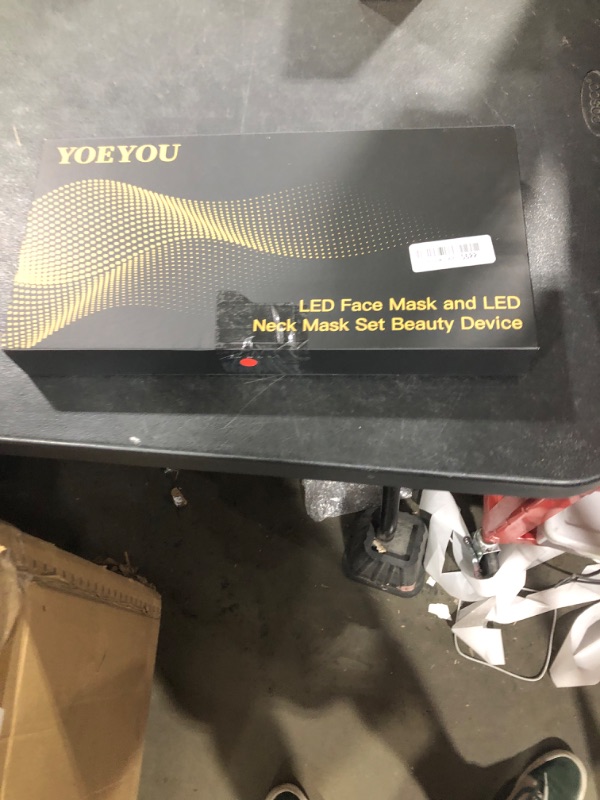 YOEYOU
LED Face Mask and LED
Neck Mask Set Beauty Device